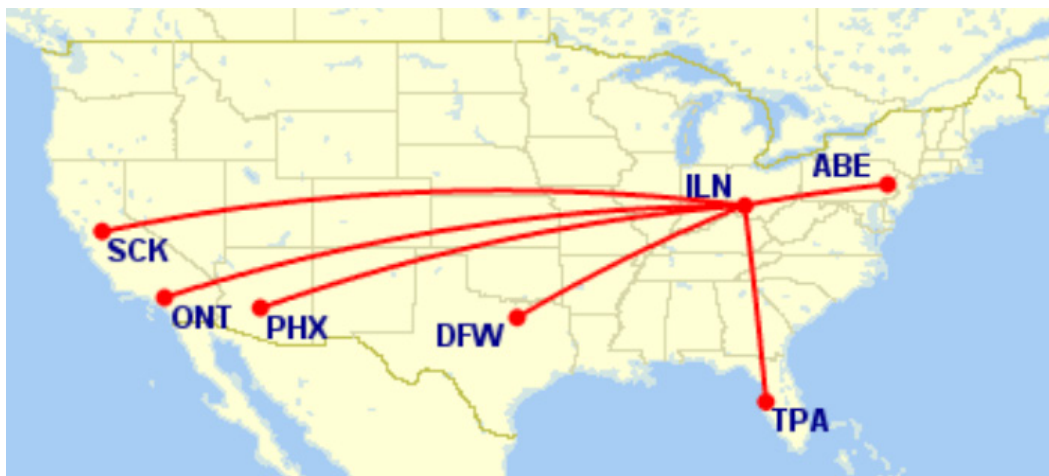 ABE
ILN
SCK
ONT
PHX
DFW
TPA